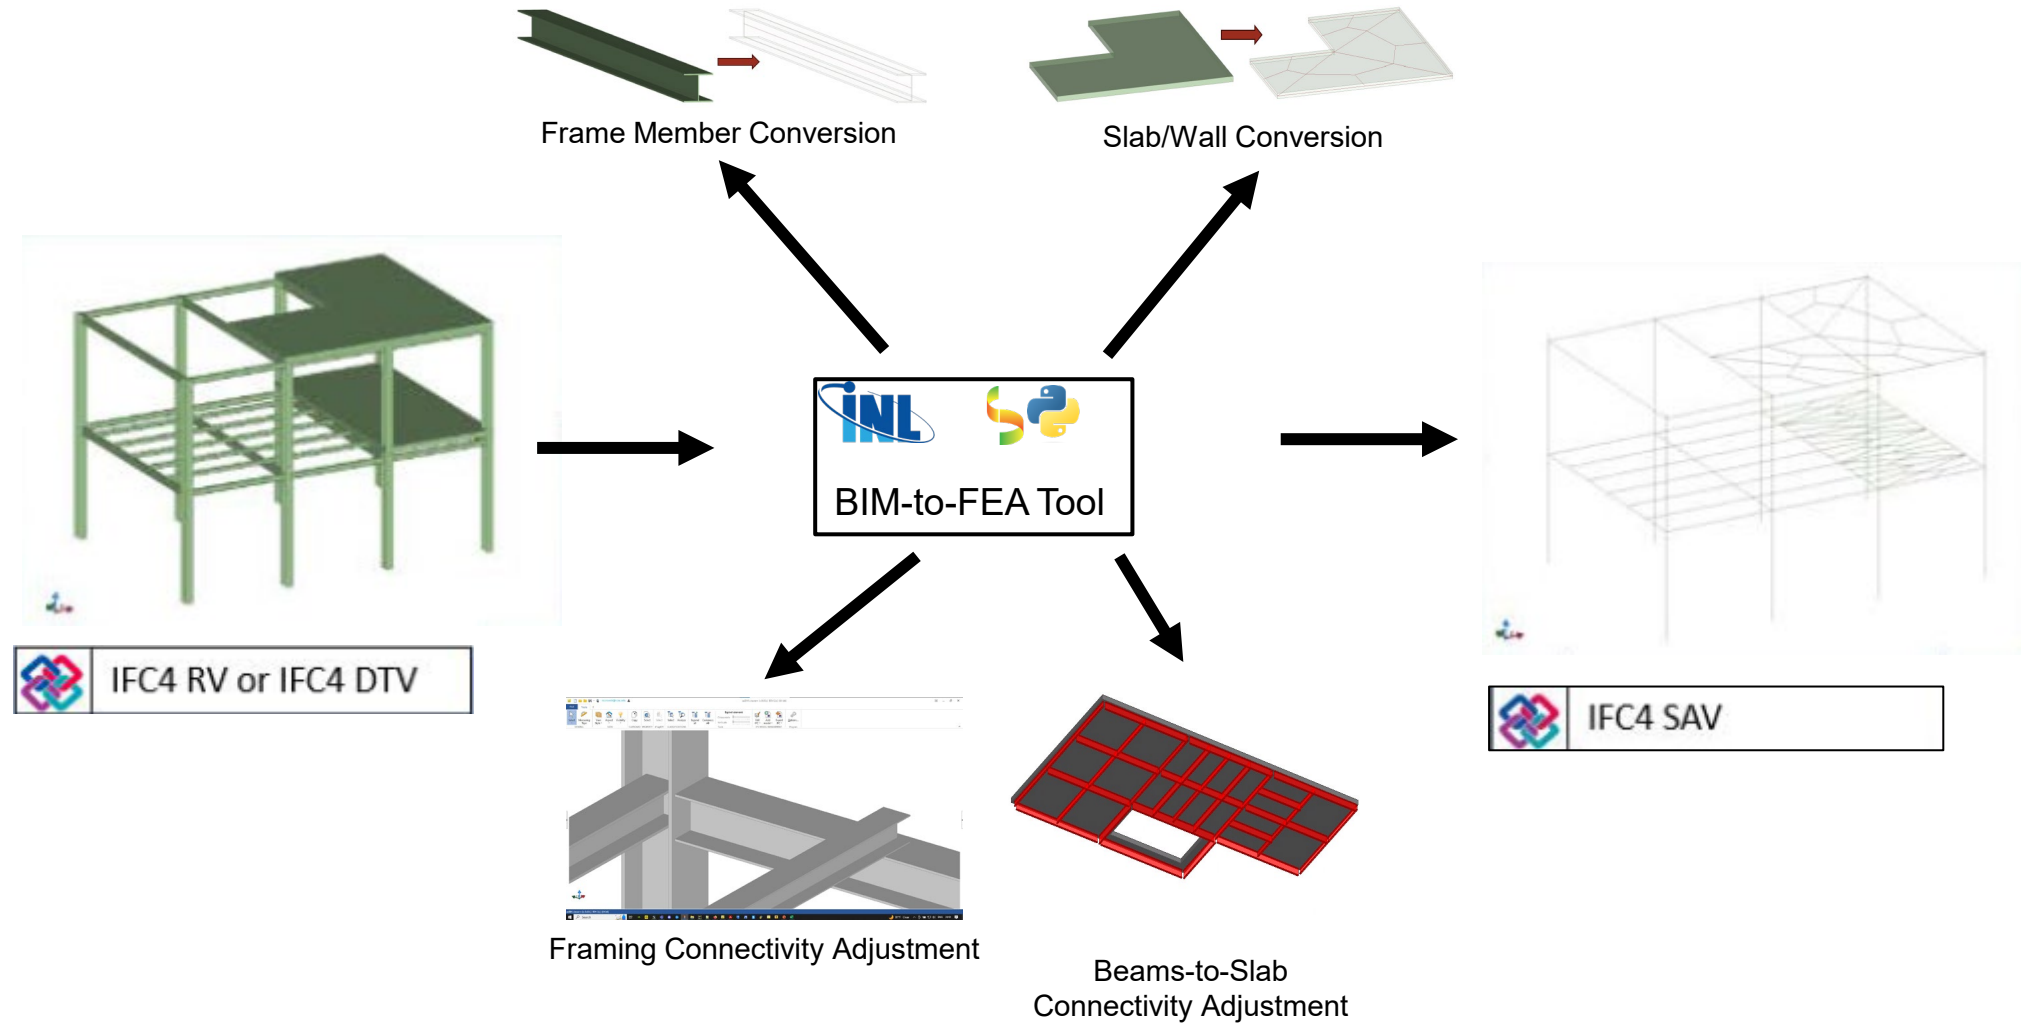 Frame Member Conversion
Slab/Wall Conversion
INL
BIM-to-FEA Tool
IFC4 RV or IFC4 DTV
IFC4 SAV
Framing Connectivity Adjustment
Beams-to-Slab
Connectivity Adjustment